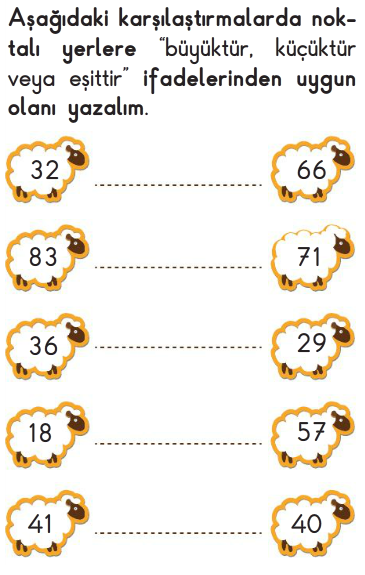 Aşağıdaki karşılaştırmalarda nok-
talı yerlere “büyüktür, küçüktür
veya eşittir” ifadelerinden uygun
olanı yazalım.
32 ........................................ 66
83 ........................................ 71
36 ........................................ 29
18 ........................................ 57
41 ........................................ 40